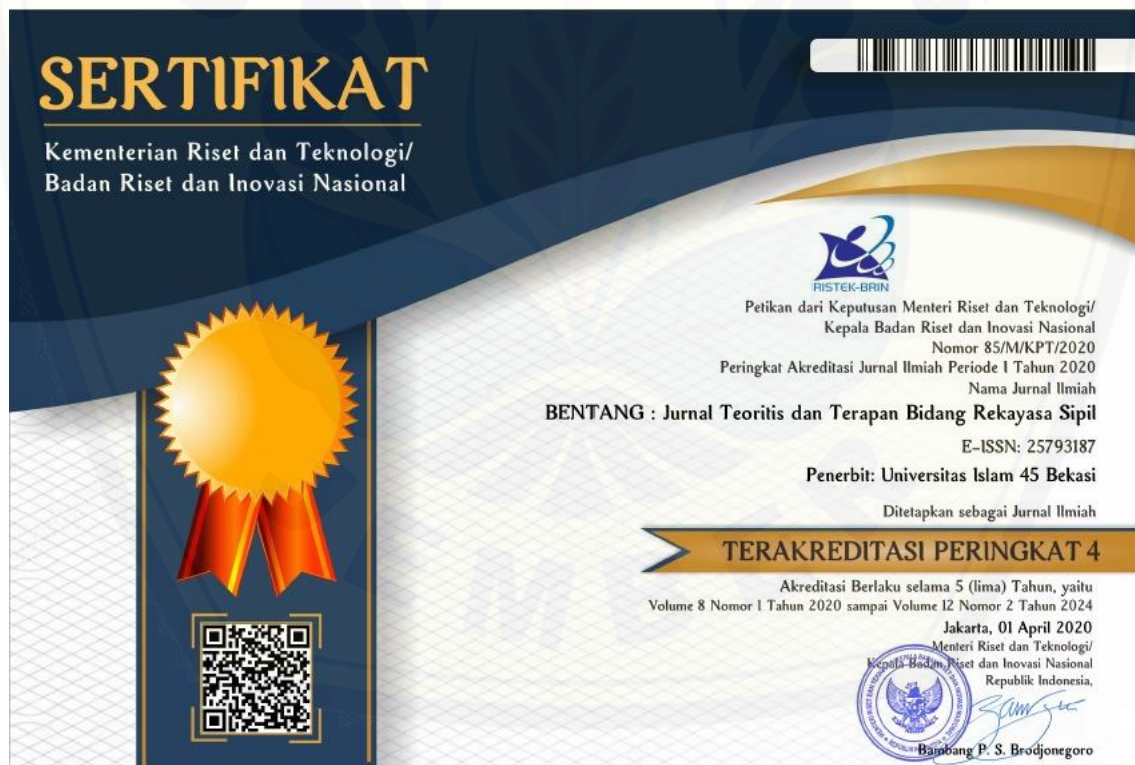 SERTIFIKAT
Kementerian Riset dan Teknologi/
Badan Riset dan Inovasi Nasional
RISTEK-BRIN
Petikan dari Keputusan Menteri Riset dan Teknologi/
Kepala Badan Riset dan Inovasi Nasional
Nomor 85/M/KPT/2020
Peringkat Akreditasi Jurnal Ilmiah Periode I Tahun 2020
Nama Jurnal Ilmiah
BENTANG : Jurnal Teoritis dan Terapan Bidang Rekayasa Sipil
E-ISSN: 25793187
Penerbit: Universitas Islam 45 Bekasi
Ditetapkan sebagai Jurnal Ilmiah
TERAKREDITASI PERINGKAT 4
Akreditasi Berlaku selama 5 (lima) Tahun, yaitu
Volume 8 Nomor 1 Tahun 2020 sampai Volume 12 Nomor 2 Tahun 2024
Jakarta, 01 April 2020
Menteri Riset dan Teknologi/
Kepala Badan Riset dan Inovasi Nasional
Republik Indonesia,
Bambang P. S. Brodjonegoro